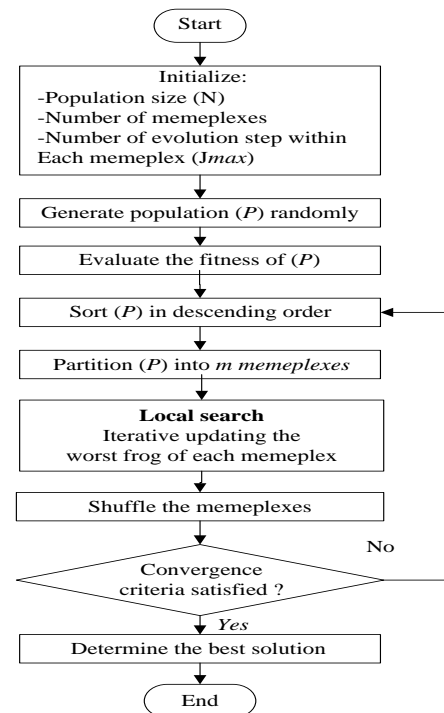 Start
Initialize:
-Population size (N)
-Number of memeplexes
-Number of evolution step within
Each memeplex (Jmax)
Generate population (P) randomly
Evaluate the fitness of (P)
Sort (P) in descending order
Partition (P) into m memeplexes
Local search
Iterative updating the
worst frog of each memeplex
Shuffle the memeplexes
No
Convergence
criteria satisfied ?
Yes
Determine the best solution
End